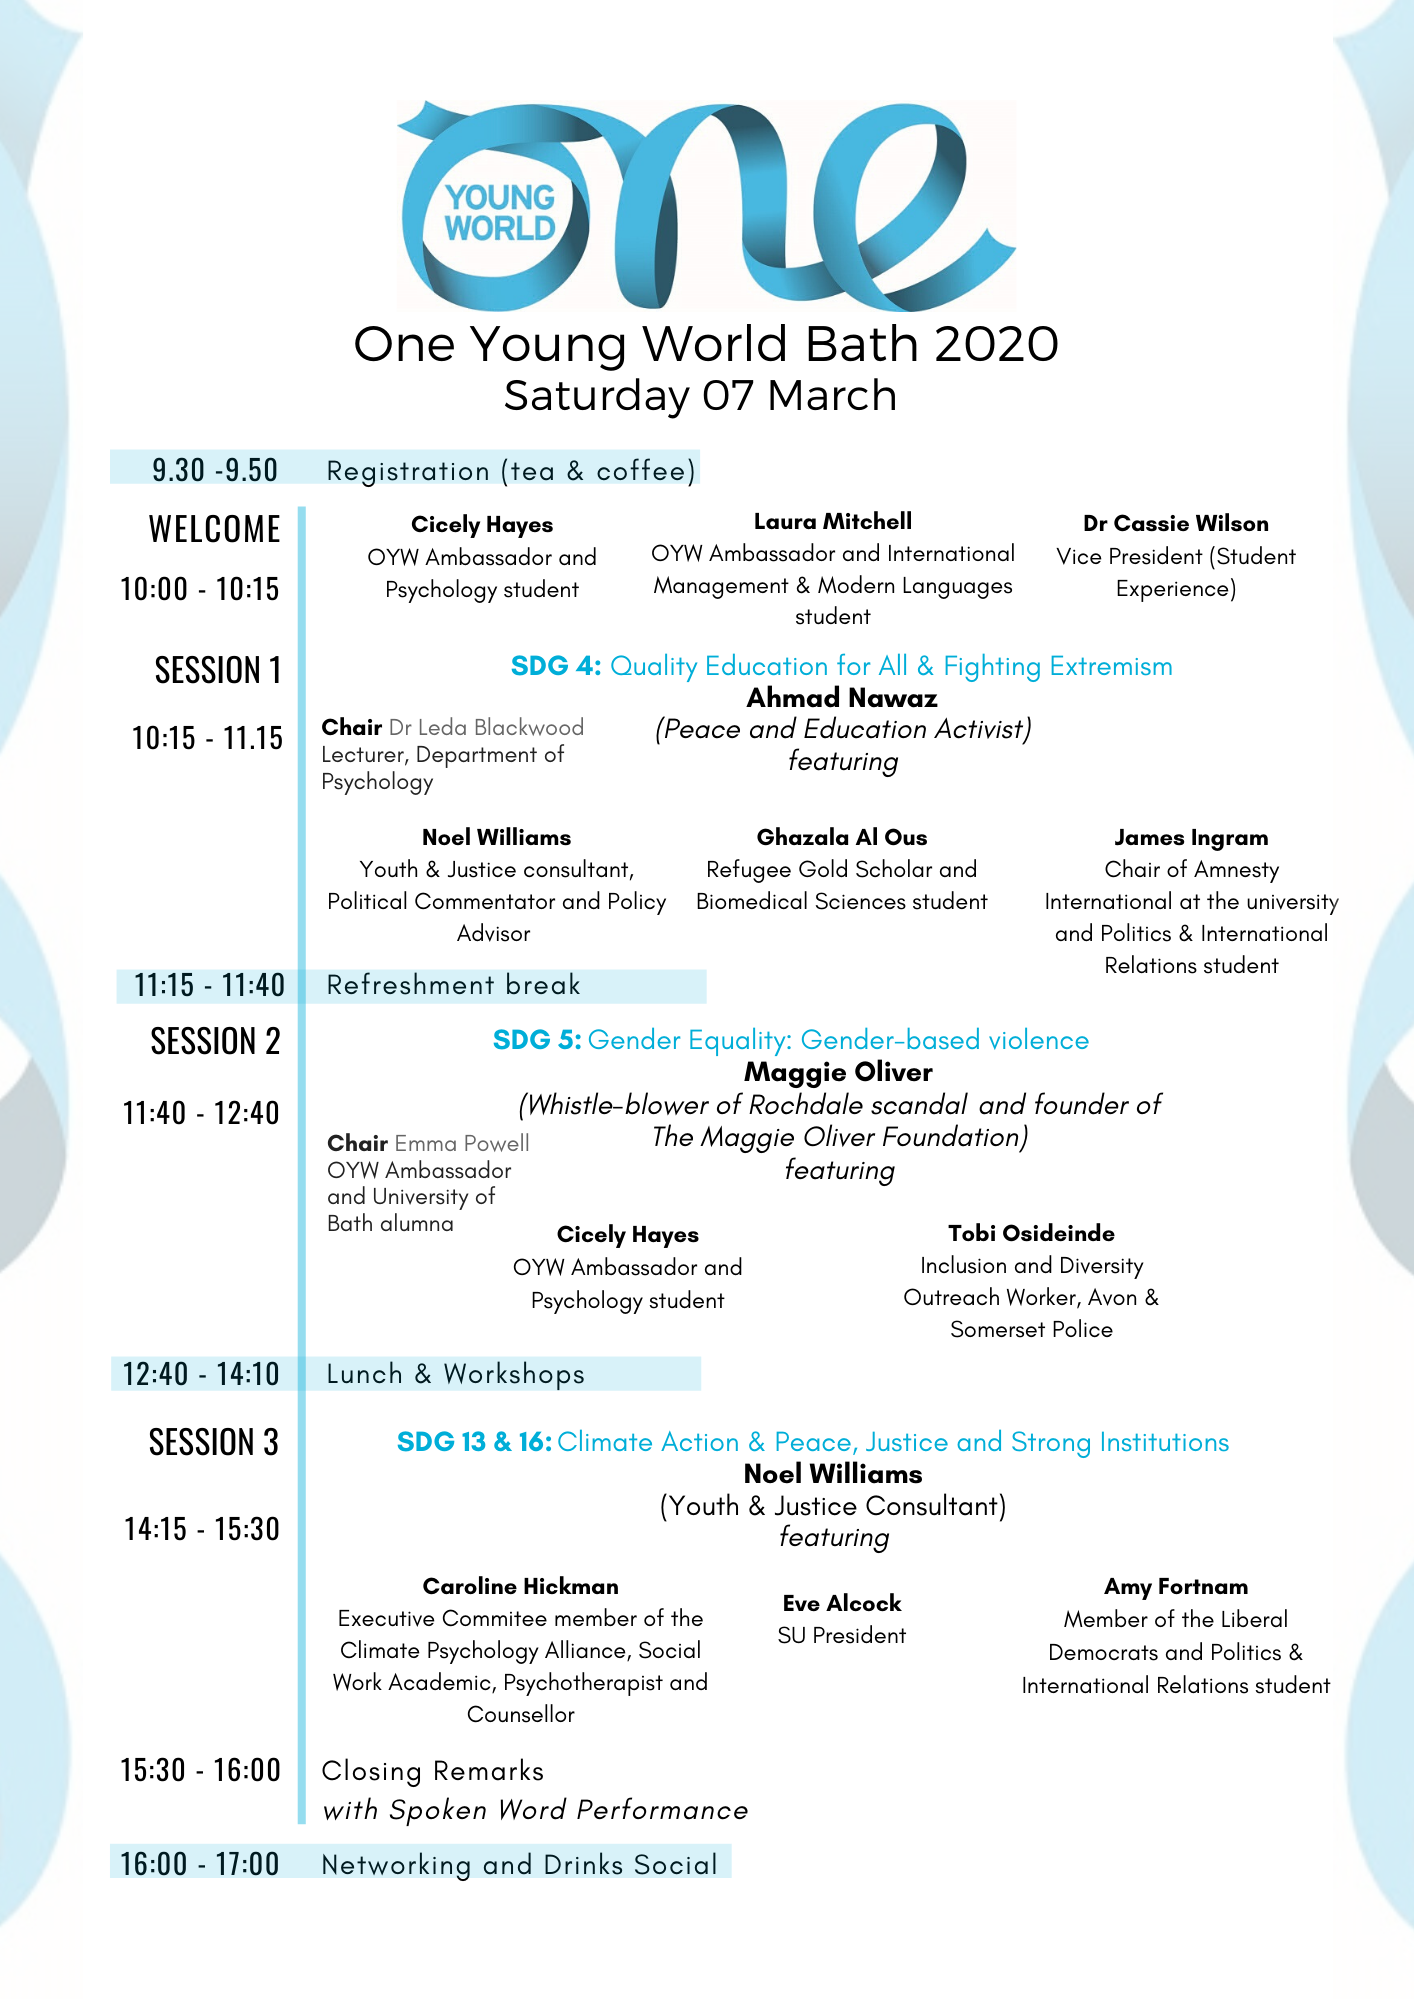 one
YOUNG
WORLD
One Young World Bath 2020
Saturday 07 March
9.30 -9.50 Registration (tea & coffee)
WELCOME
10:00 - 10:15
Cicely Hayes
OYW Ambassador and
Psychology student
Laura Mitchell
OYW Ambassador and International
Management & Modern Languages
student
Dr Cassie Wilson
Vice President (Student
Experience)
SESSION 1
10:15 - 11.15
SDG 4: Quality Education for All & Fighting Extremism
Ahmad Nawaz
(Peace and Education Activist)
featuring
Chair Dr Leda Blackwood
Lecturer, Department of
Psychology
Noel Williams
Youth & Justice consultant,
Political Commentator and Policy
Advisor
Ghazala Al Ous
Refugee Gold Scholar and
Biomedical Sciences student
James Ingram
Chair of Amnesty
International at the university
and Politics & International
Relations student
11:15 - 11:40 Refreshment break
SESSION 2
11:40 - 12:40
SDG 5: Gender Equality: Gender-based violence
Maggie Oliver
(Whistle-blower of Rochdale scandal and founder of
The Maggie Oliver Foundation)
featuring
Chair Emma Powell
OYW Ambassador
and University of
Bath alumna
Cicely Hayes
OYW Ambassador and
Psychology student
Tobi Osideinde
Inclusion and Diversity
Outreach Worker, Avon &
Somerset Police
12:40 - 14:10 Lunch & Workshops
SESSION 3
14:15 - 15:30
SDG 13 & 16: Climate Action & Peace, Justice and Strong Institutions
Noel Williams
(Youth & Justice Consultant)
featuring
Caroline Hickman
Executive Commitee member of the
Climate Psychology Alliance, Social
Work Academic, Psychotherapist and
Counsellor
Eve Alcock
SU President
Amy Fortnam
Member of the Liberal
Democrats and Politics &
International Relations student
15:30 - 16:00 Closing Remarks
with Spoken Word Performance
16:00 - 17:00 Networking and Drinks Social